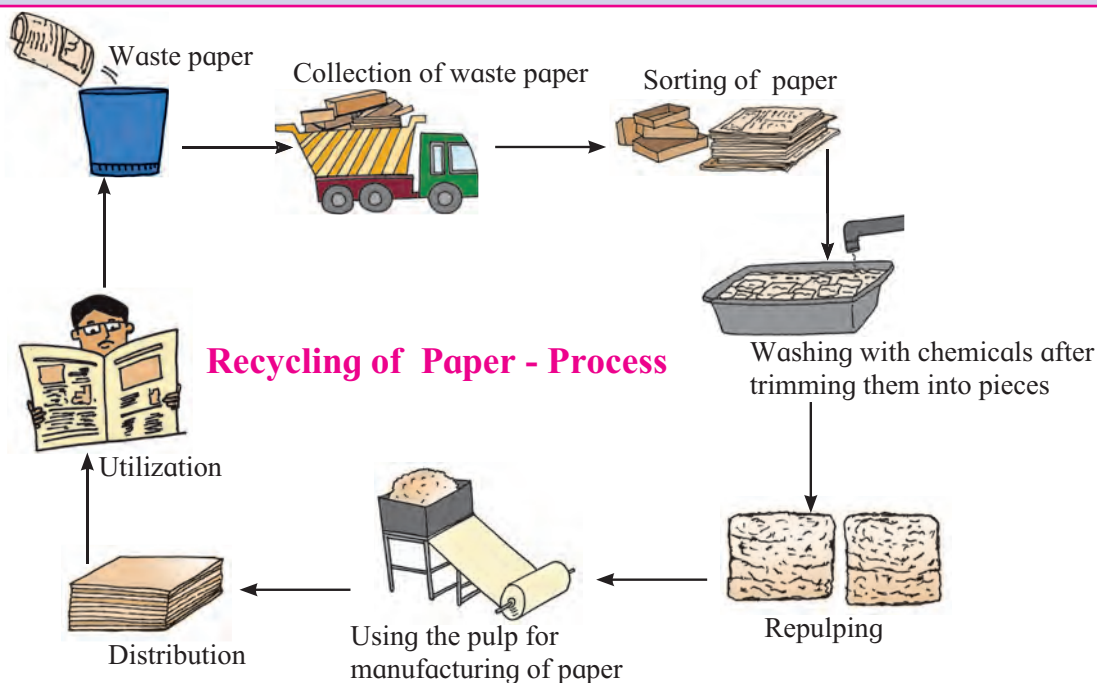 Waste paper
Collection of waste paper
Sorting of paper
Washing with chemicals after
trimming them into pieces
Recycling of Paper - Process
Utilization
Repulping
Using the pulp for
manufacturing of paper
Distribution